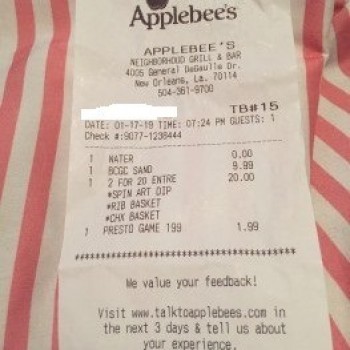 Applebee's
APPLEBEE'S
NEIGHBORHOOD GRILL & BAR
4005 General DeGaulle Dr.
New Orleans, La. 70114
504-361-9700
TB#15
DATE: 01-17-19 TIME: 07:24 PM GUESTS: 1
Check #:9077-1238444
1 WATER 0.00
1 BCGC SAND 9.99
1 2 FOR 20 ENTRE 20.00
*SPIN ART DIP
*RIB BASKET
*CHX BASKET
1 PRESTO GAME 199 1.99
We value your feedback!
Visit www.talktoapplebees.com in
the next 3 days & tell us about
your experience.